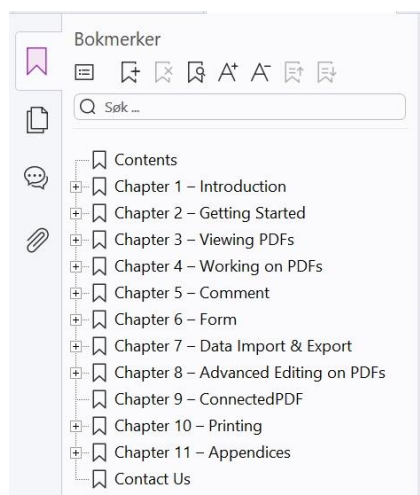 Bokmerker
Søk ...
Contents
Chapter 1 – Introduction
Chapter 2 – Getting Started
Chapter 3 – Viewing PDFs
Chapter 4 – Working on PDFs
Chapter 5 – Comment
Chapter 6 – Form
Chapter 7 – Data Import & Export
Chapter 8 – Advanced Editing on PDFs
Chapter 9 – ConnectedPDF
Chapter 10 – Printing
Chapter 11 – Appendices
Contact Us